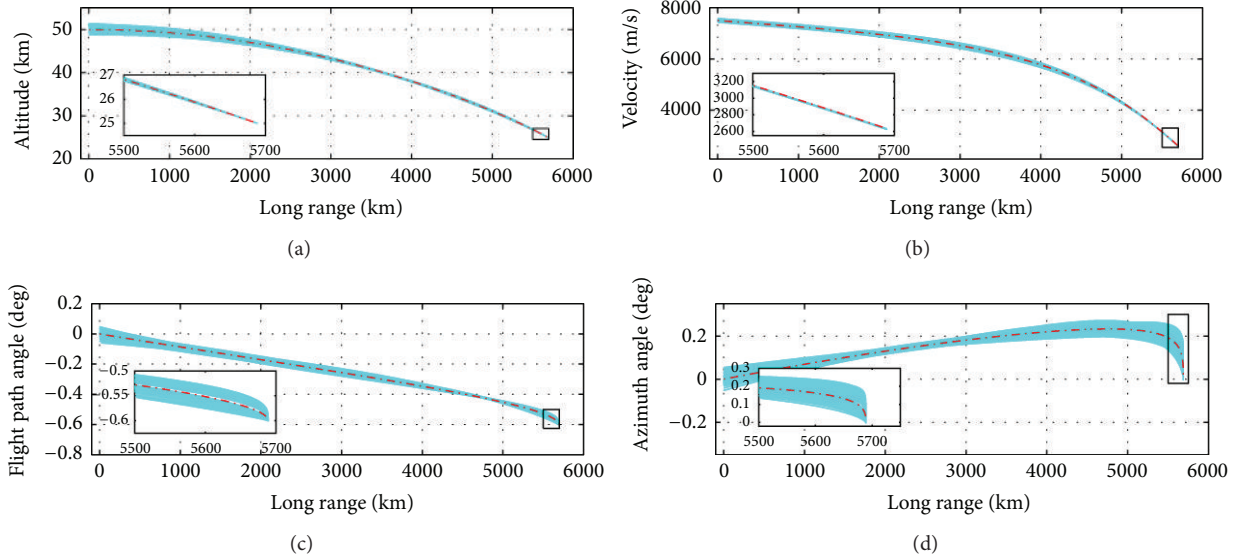 50
40
30
20
Altitude (km)
27
26
25
5500 5600 5700
0 1000 2000 3000 4000 5000 6000
Long range (km)
(a)
8000
6000
4000
Velocity (m/s)
3200
3000
2800
2600
5500 5600 5700
0 1000 2000 3000 4000 5000 6000
Long range (km)
(b)
0.2
0
−0.2
−0.4
−0.6
−0.8
Flight path angle (deg)
−0.5
−0.55
−0.6
5500 5600 5700
0 1000 2000 3000 4000 5000 6000
Long range (km)
(c)
0.2
0
−0.2
Azimuth angle (deg)
0.3
0.2
0.1
0
5500 5600 5700
0 1000 2000 3000 4000 5000 6000
Long range (km)
(d)